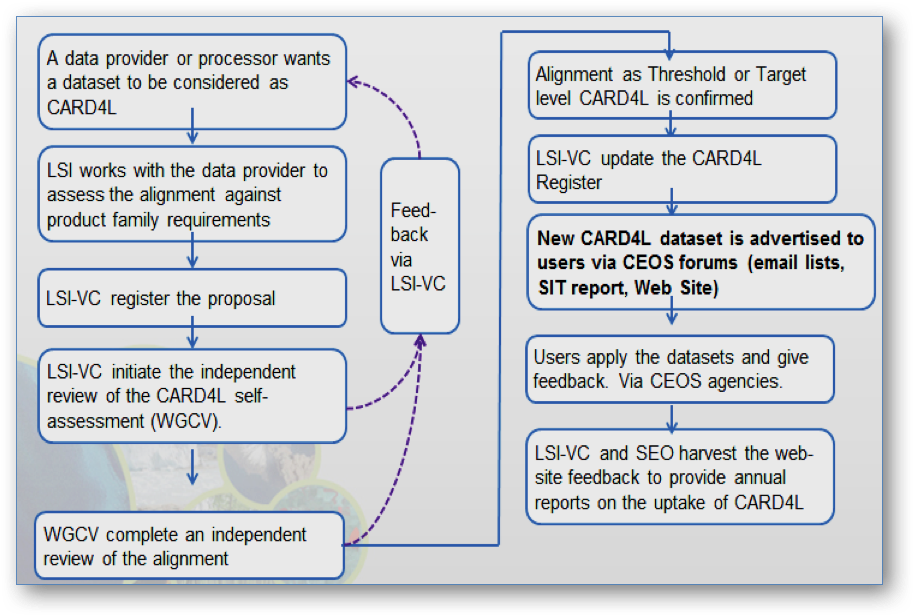 A data provider or processor wants
a dataset to be considered as
CARD4L
LSI works with the data provider to
assess the alignment against
product family requirements
LSI-VC register the proposal
LSI-VC initiate the independent
review of the CARD4L self-
assessment (WGCV).
WGCV complete an independent
review of the alignment
Feed-
back
via
LSI-VC
Alignment as Threshold or Target
level CARD4L is confirmed
LSI-VC update the CARD4L
Register
New CARD4L dataset is advertised to
users via CEOS forums (email lists,
SIT report, Web Site)
Users apply the datasets and give
feedback. Via CEOS agencies.
LSI-VC and SEO harvest the web-
site feedback to provide annual
reports on the uptake of CARD4L